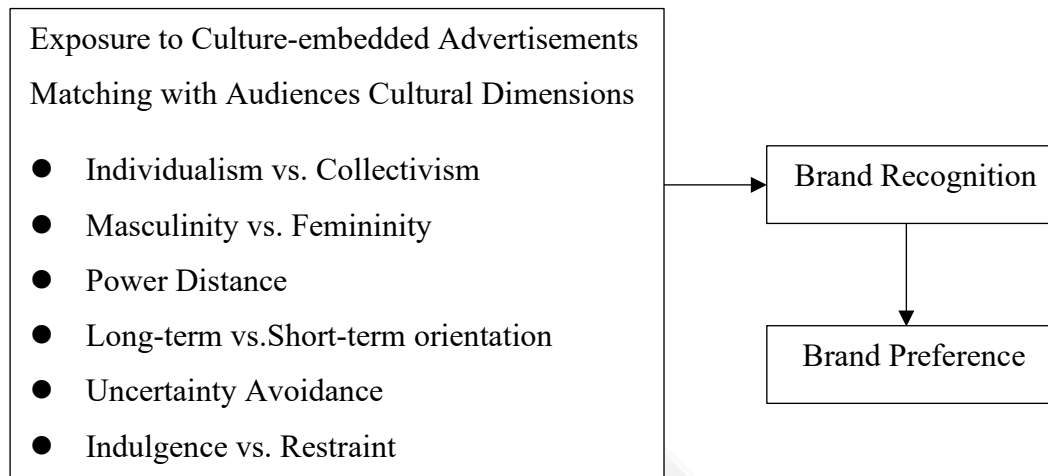 Exposure to Culture-embedded Advertisements
Matching with Audiences Cultural Dimensions
● Individualism vs. Collectivism
● Masculinity vs. Femininity
● Power Distance
● Long-term vs.Short-term orientation
● Uncertainty Avoidance
● Indulgence vs. Restraint
Brand Recognition
Brand Preference